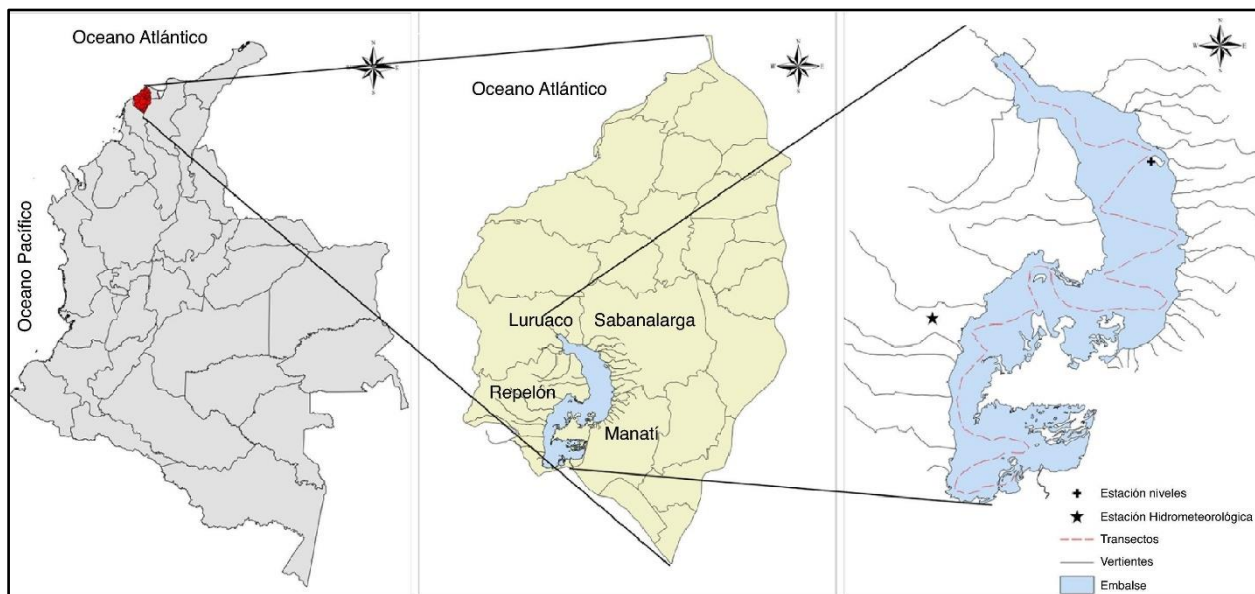 Oceano Atlántico
Oceano Pacífico
Oceano Atlántico
Luruaco
Sabanalarga
Repelón
Manatí
Estación niveles
Estación Hidrometeorológica
Transectos
Vertientes
Embalse